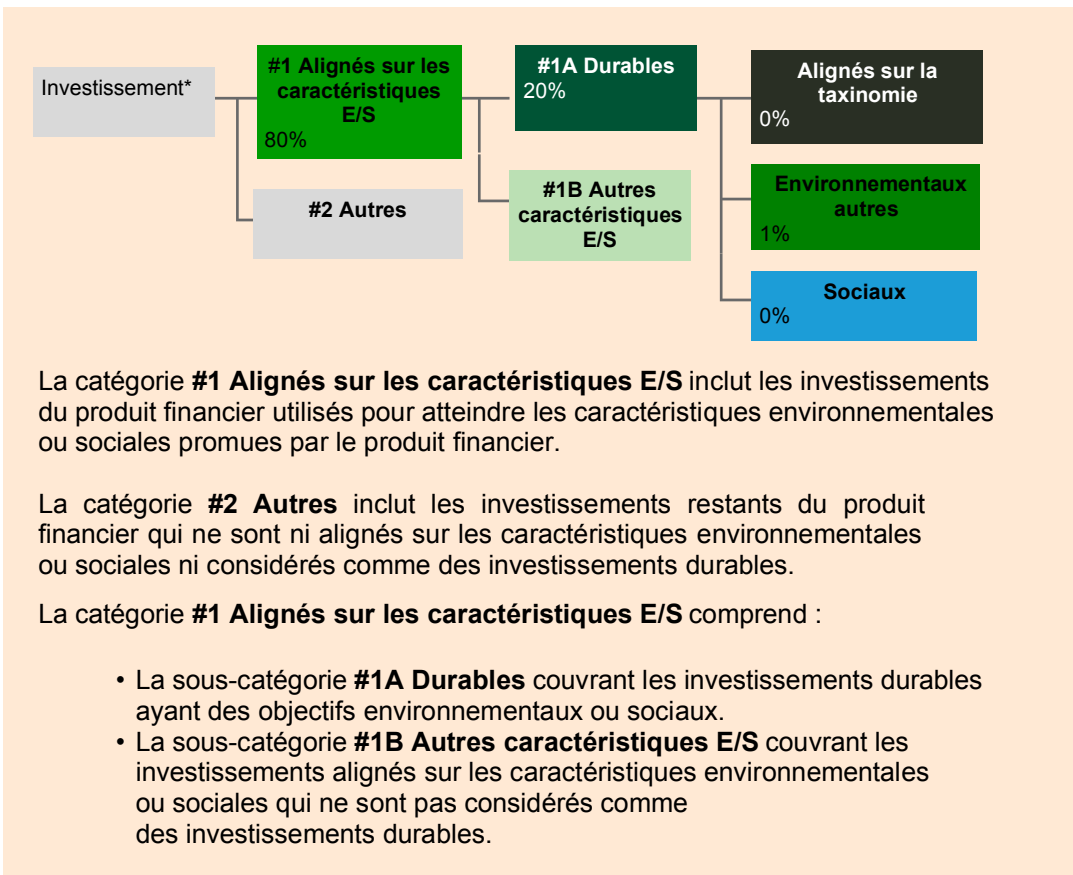 Investissement*
#1 Alignés sur les
caractéristiques
E/S
80%
#2 Autres
#1A Durables
20%
#1B Autres
caractéristiques
E/S
Alignés sur la
taxinomie
0%
Environnementaux
autres
1%
Sociaux
0%
La catégorie #1 Alignés sur les caractéristiques E/S inclut les investissements
du produit financier utilisés pour atteindre les caractéristiques environnementales
ou sociales promues par le produit financier.
La catégorie #2 Autres inclut les investissements restants du produit
financier qui ne sont ni alignés sur les caractéristiques environnementales
ou sociales ni considérés comme des investissements durables.
La catégorie #1 Alignés sur les caractéristiques E/S comprend :
• La sous-catégorie #1A Durables couvrant les investissements durables
ayant des objectifs environnementaux ou sociaux.
• La sous-catégorie #1B Autres caractéristiques E/S couvrant les
investissements alignés sur les caractéristiques environnementales
ou sociales qui ne sont pas considérés comme
des investissements durables.